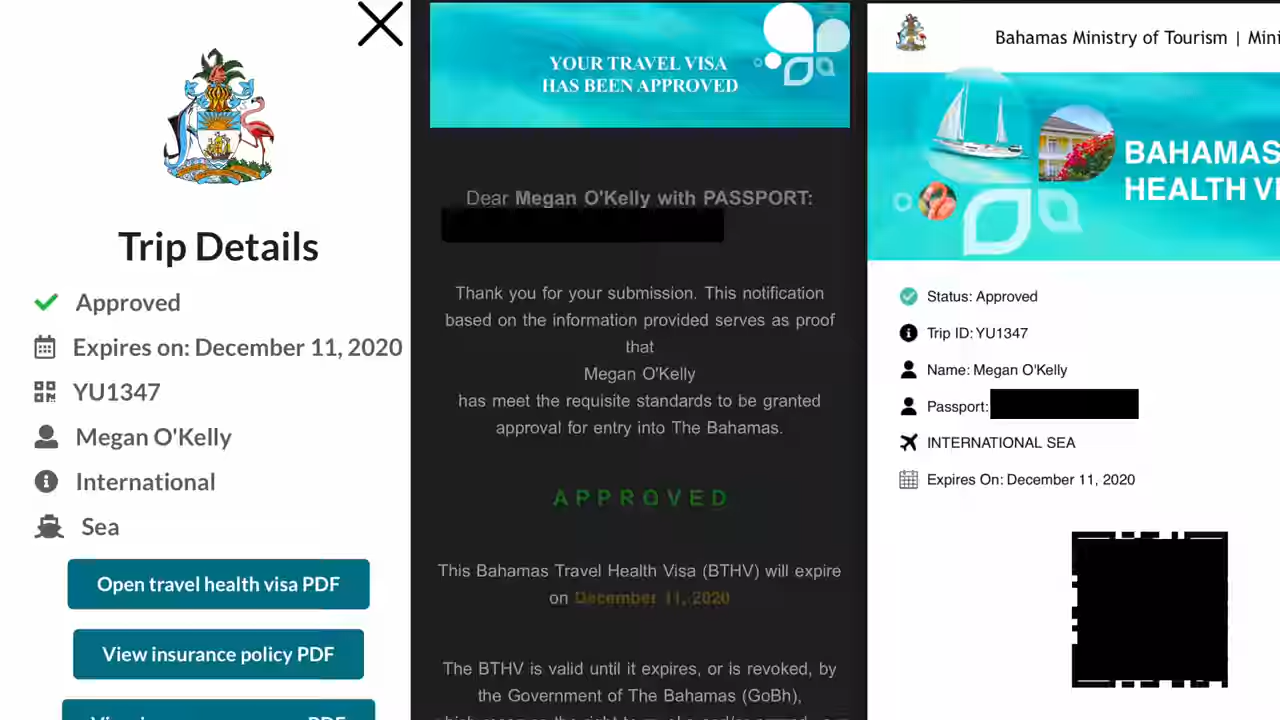 Trip Details
Approved
Expires on: December 11, 2020
YU1347
Megan O'Kelly
International
Sea
Open travel health visa PDF
View insurance policy PDF
PDF
YOUR TRAVEL VISA
HAS BEEN APPROVED
Dear Megan O'Kelly with PASSPORT:
Thank you for your submission. This notification
based on the information provided serves as proof
that
Megan O'Kelly
has meet the requisite standards to be granted
approval for entry into The Bahamas.
APPROVED
This Bahamas Travel Health Visa (BTHV) will expire
on December 11, 2020
The BTHV is valid until it expires, or is revoked, by
the Government of The Bahamas (GoBh),
Bahamas Ministry of Tourism | Mini
BAHAMAS
HEALTH VI
Status: Approved
Trip ID: YU1347
Name: Megan O'Kelly
Passport:
INTERNATIONAL SEA
Expires On: December 11, 2020